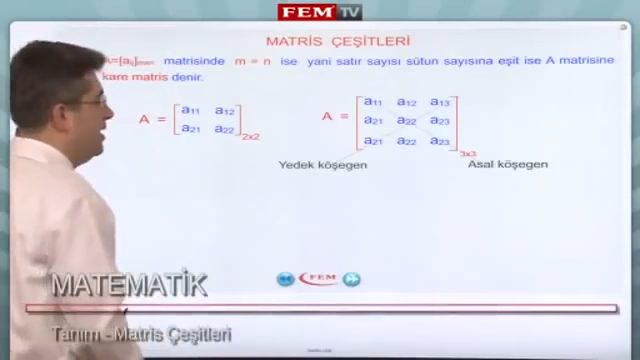 FEM TV
MATRİS ÇEŞİTLERİ
A=[aij]mxn matrisinde m = n ise yani satır sayısı sütun sayısına eşit ise A matrisine
kare matris denir.
A = [a11 a12
a21 a22]2x2
A = [a11 a12 a13
a21 a22 a23
a21 a22 a23]3x3
Yedek köşegen
Asal köşegen
FEM
MATEMATİK
Tanım - Matris Çeşitleri